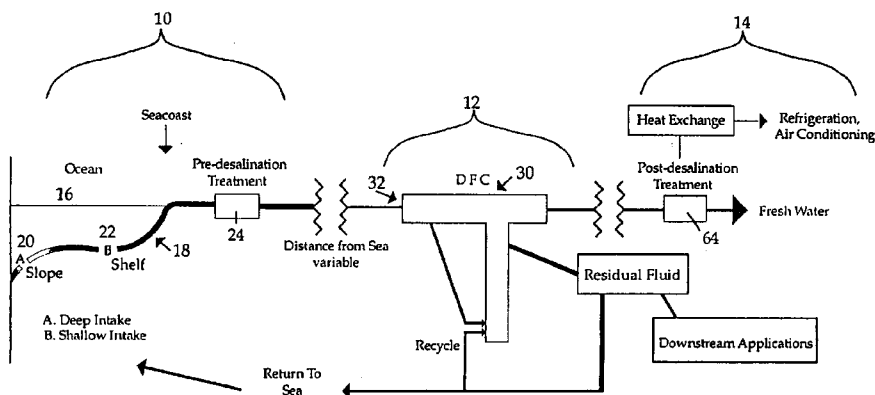 10
14
Seacoast
12
Heat Exchange
Refrigeration,
Air Conditioning
Ocean
Pre-desalination
Treatment
DFC
30
Post-desalination
Treatment
16
32
24
Fresh Water
20
22
A
B
Slope
Shelf
18
Distance from Sea
variable
64
Residual Fluid
A. Deep Intake
B. Shallow Intake
Recycle
Downstream Applications
Return To
Sea